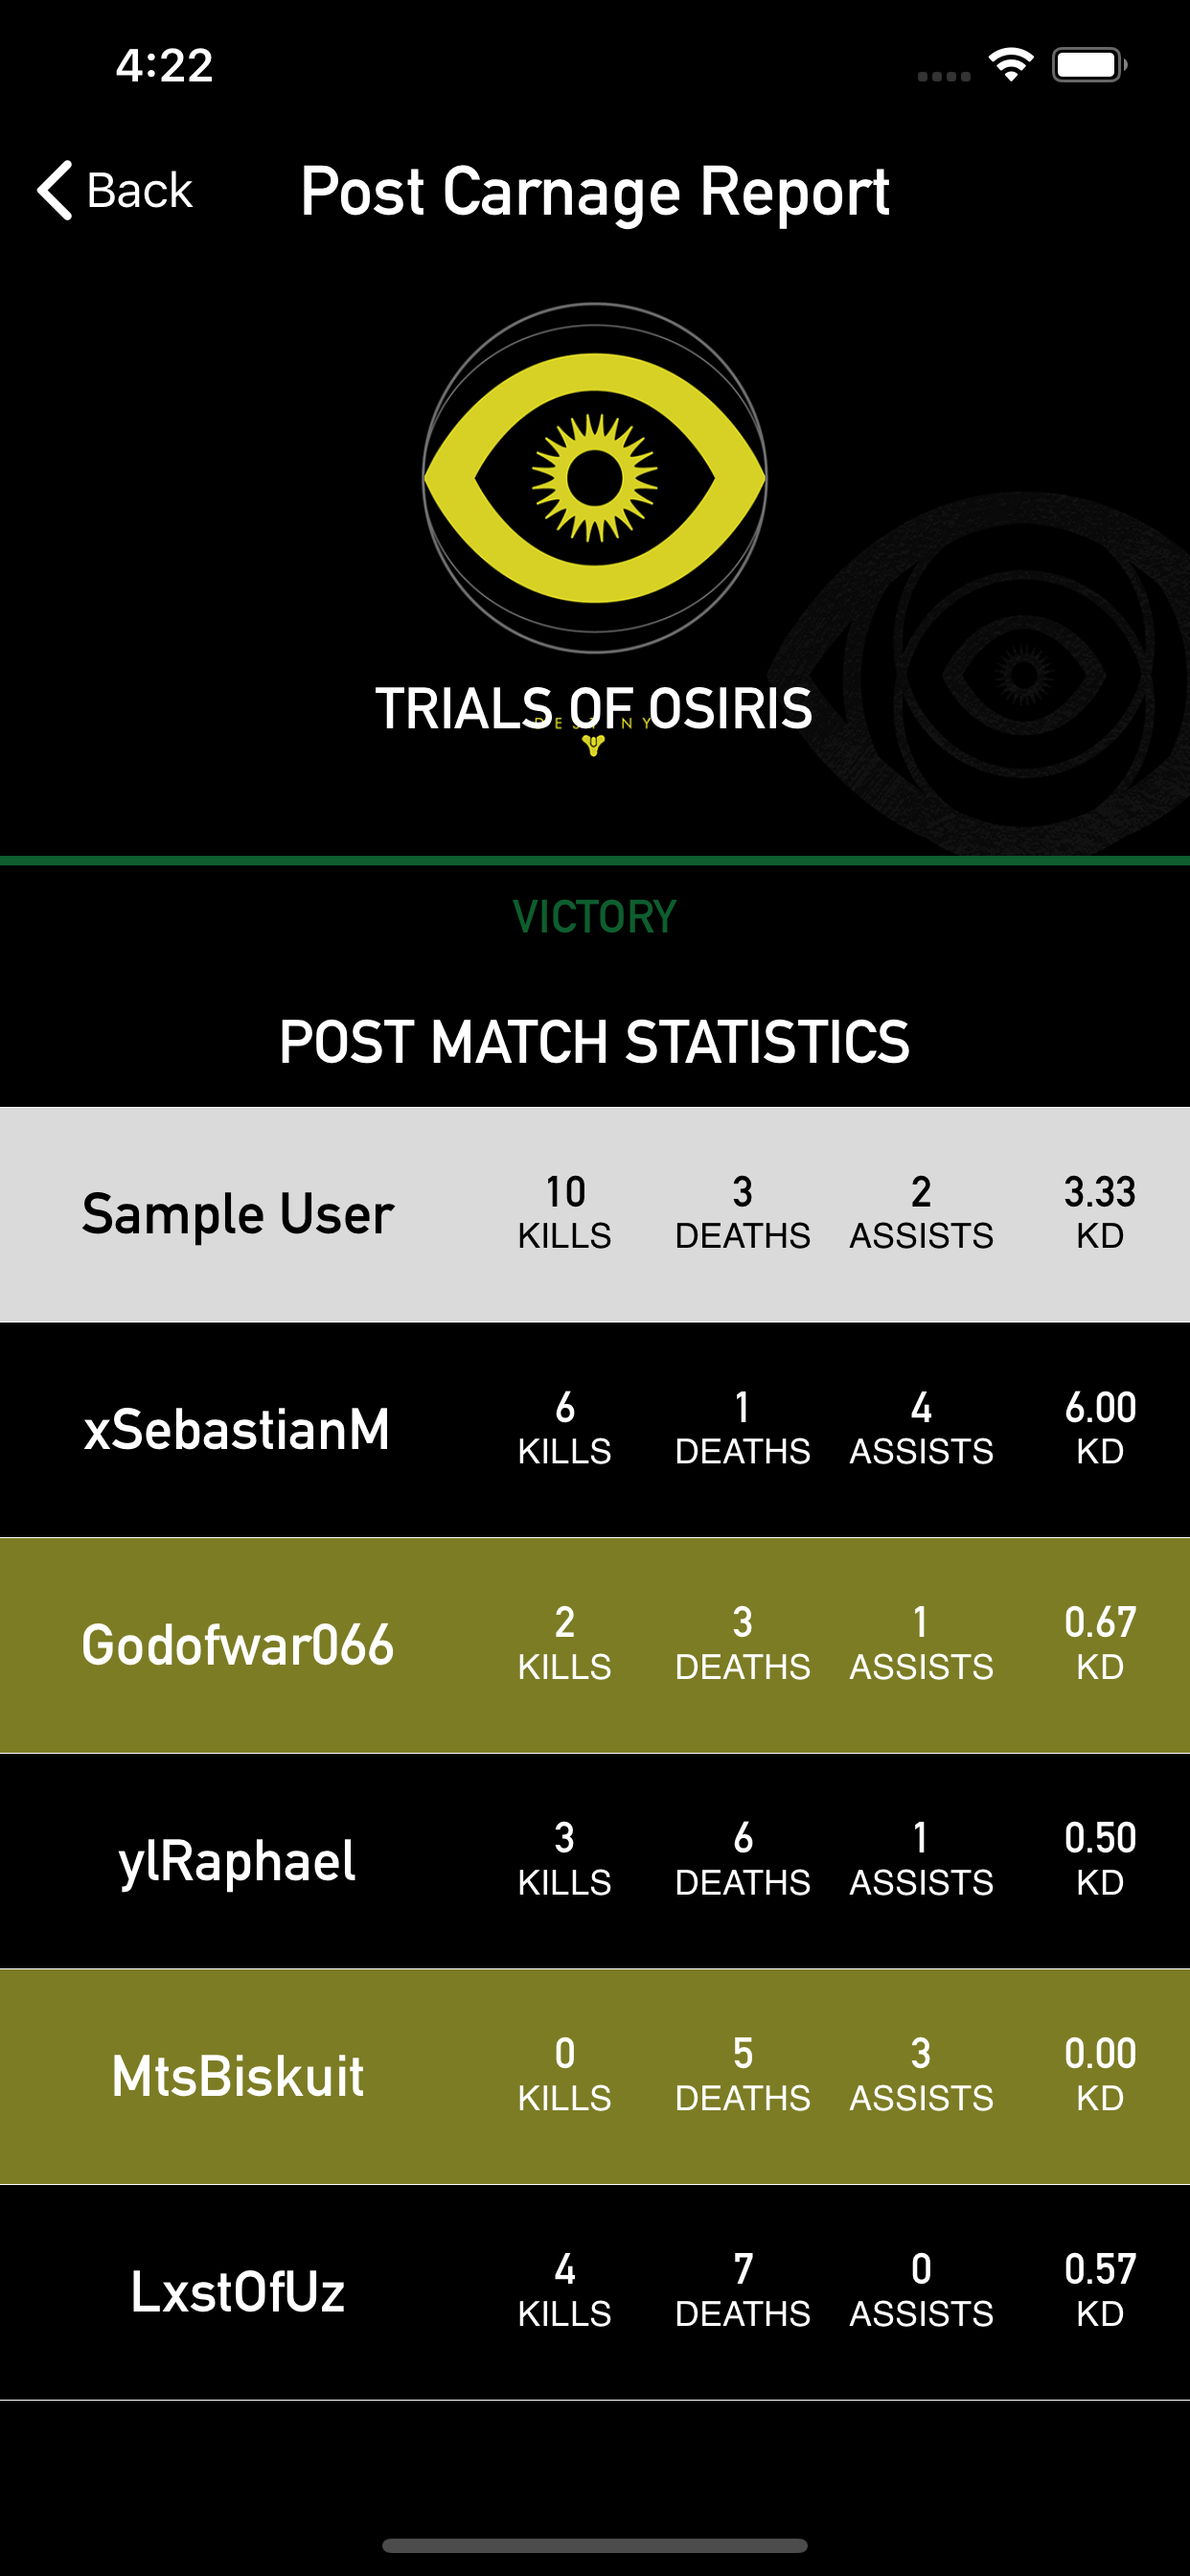 4:22
Back
Post Carnage Report
TRIALS OF OSIRIS
DESTINY
VICTORY
POST MATCH STATISTICS
Sample User
10 3 2 3.33
KILLS DEATHS ASSISTS KD
xSebastianM
6 1 4 6.00
KILLS DEATHS ASSISTS KD
Godofwar066
2 3 1 0.67
KILLS DEATHS ASSISTS KD
ylRaphael
3 6 1 0.50
KILLS DEATHS ASSISTS KD
MtsBiskuit
0 5 3 0.00
KILLS DEATHS ASSISTS KD
LxstOfUz
4 7 0 0.57
KILLS DEATHS ASSISTS KD